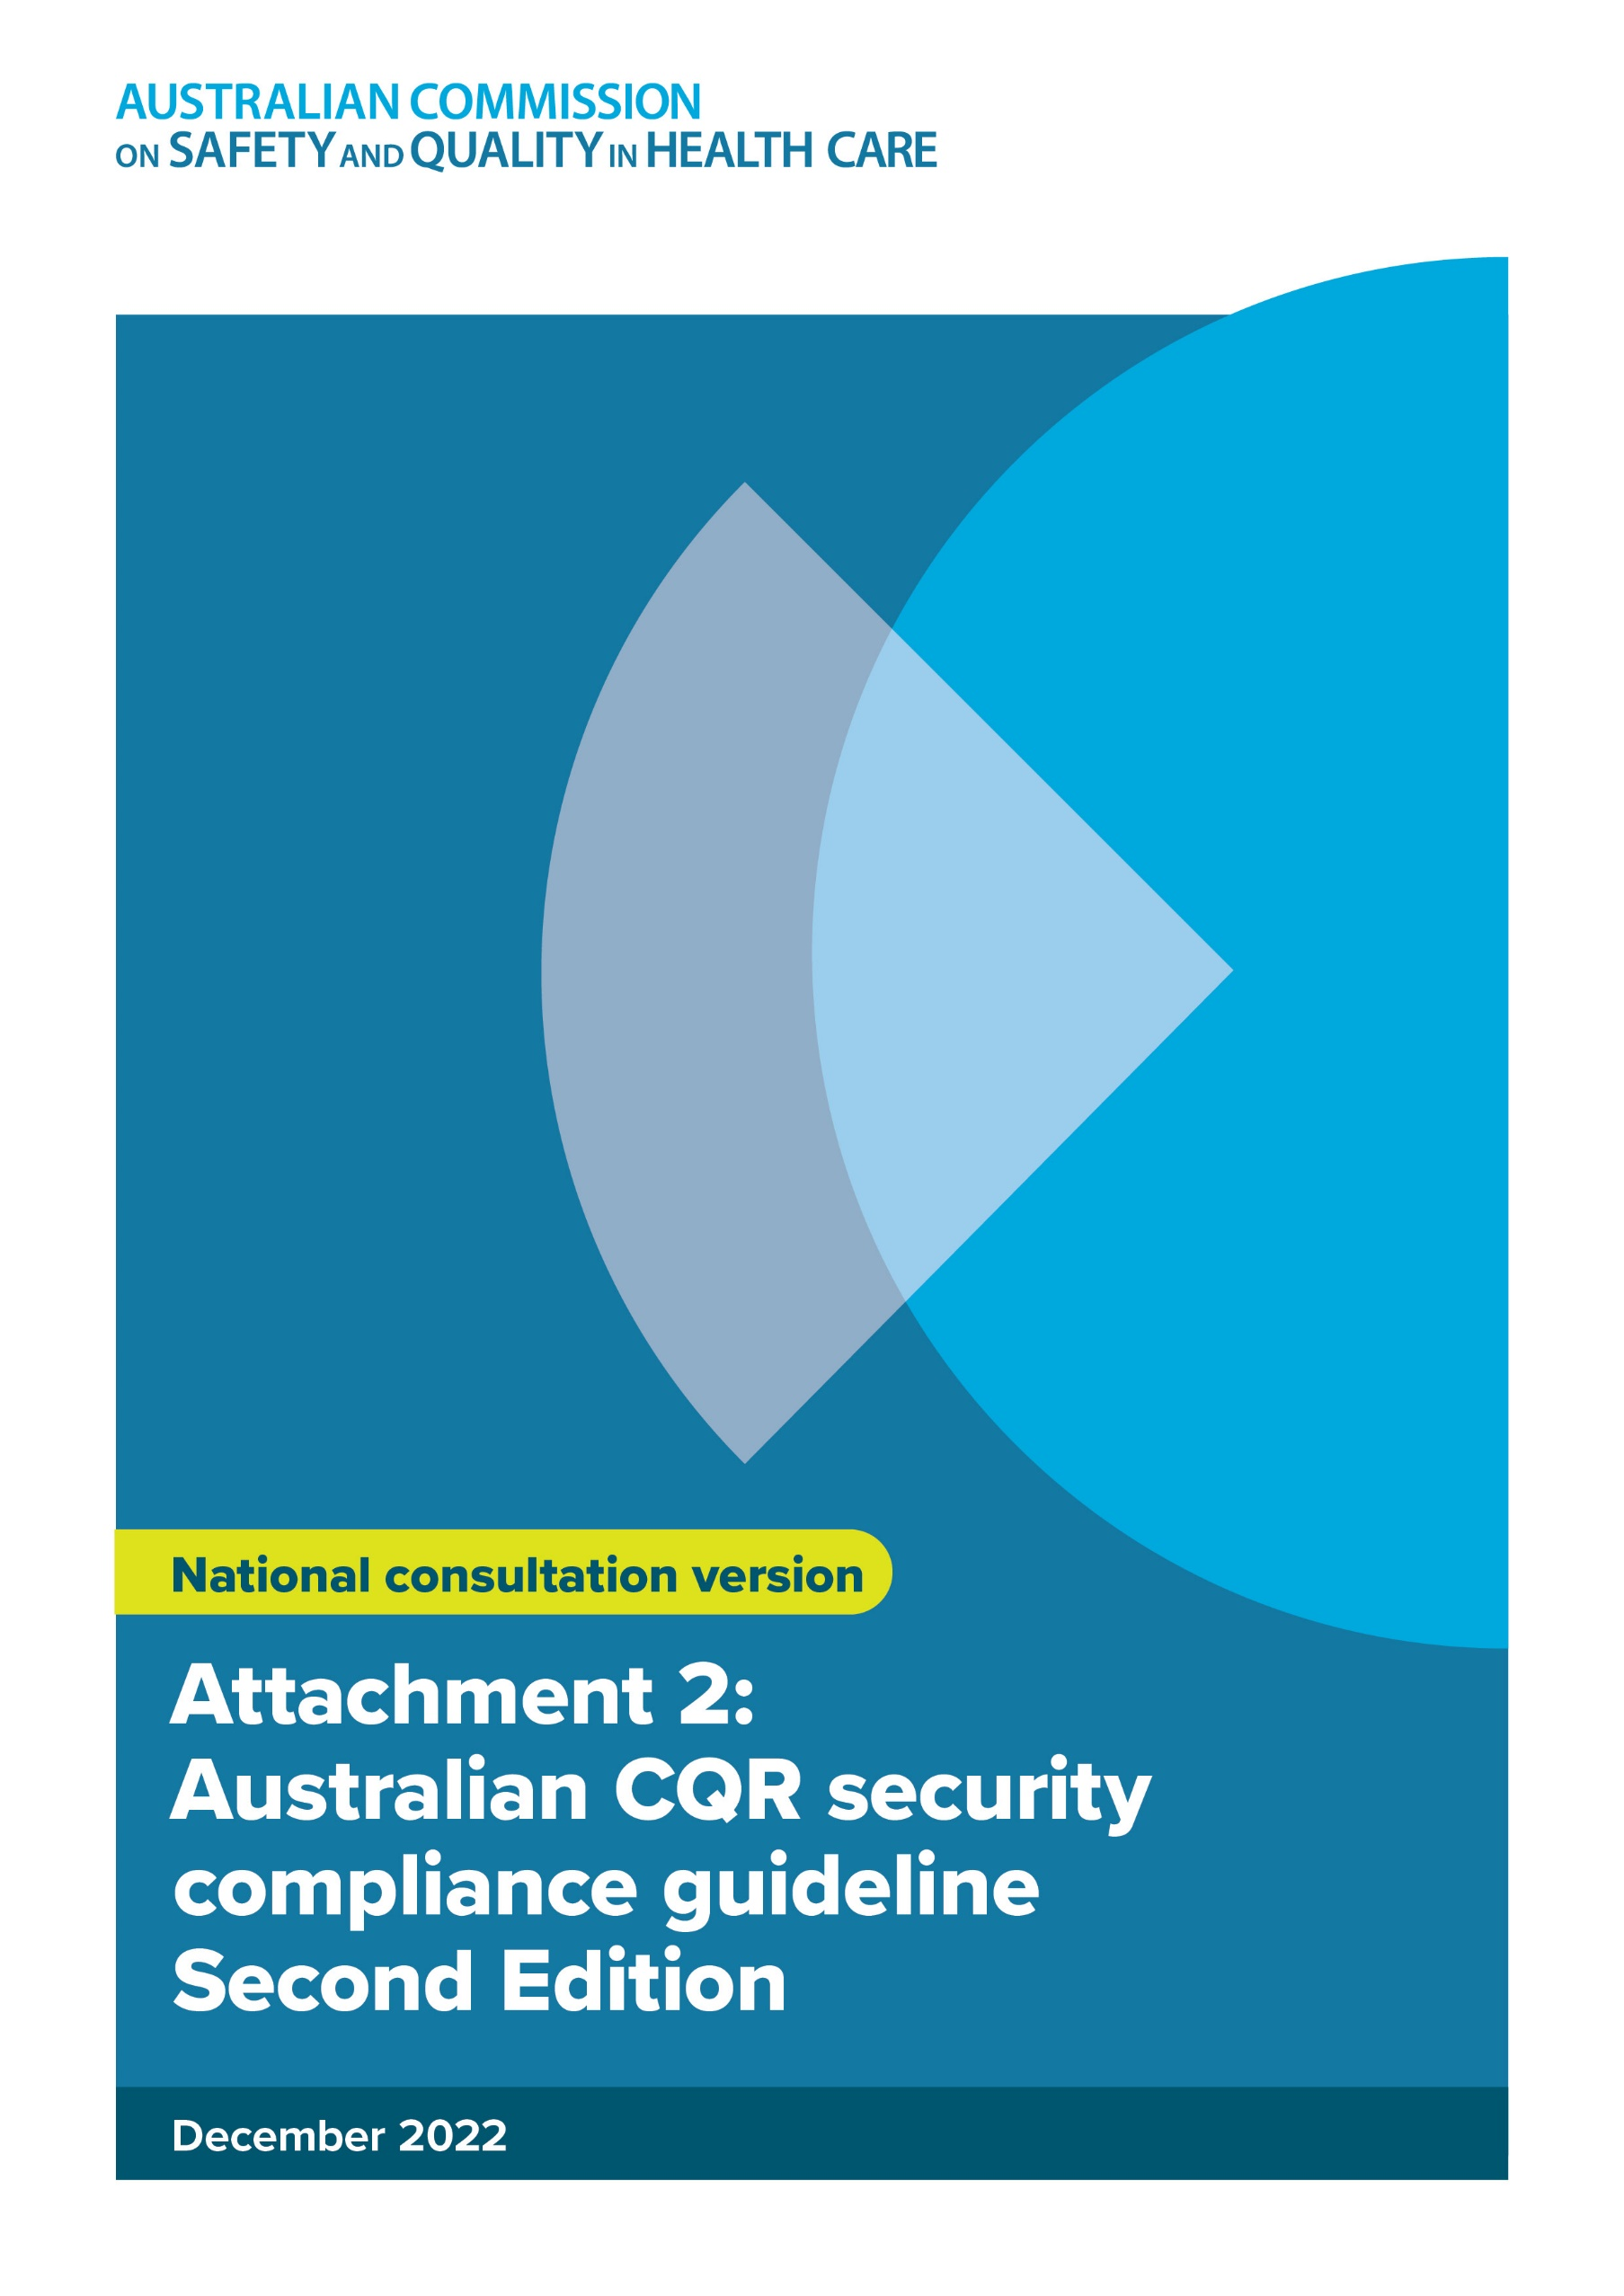 AUSTRALIAN COMMISSION
ON SAFETY AND QUALITY IN HEALTH CARE
National consultation version
Attachment 2:
Australian CQR security
compliance guideline
Second Edition
December 2022